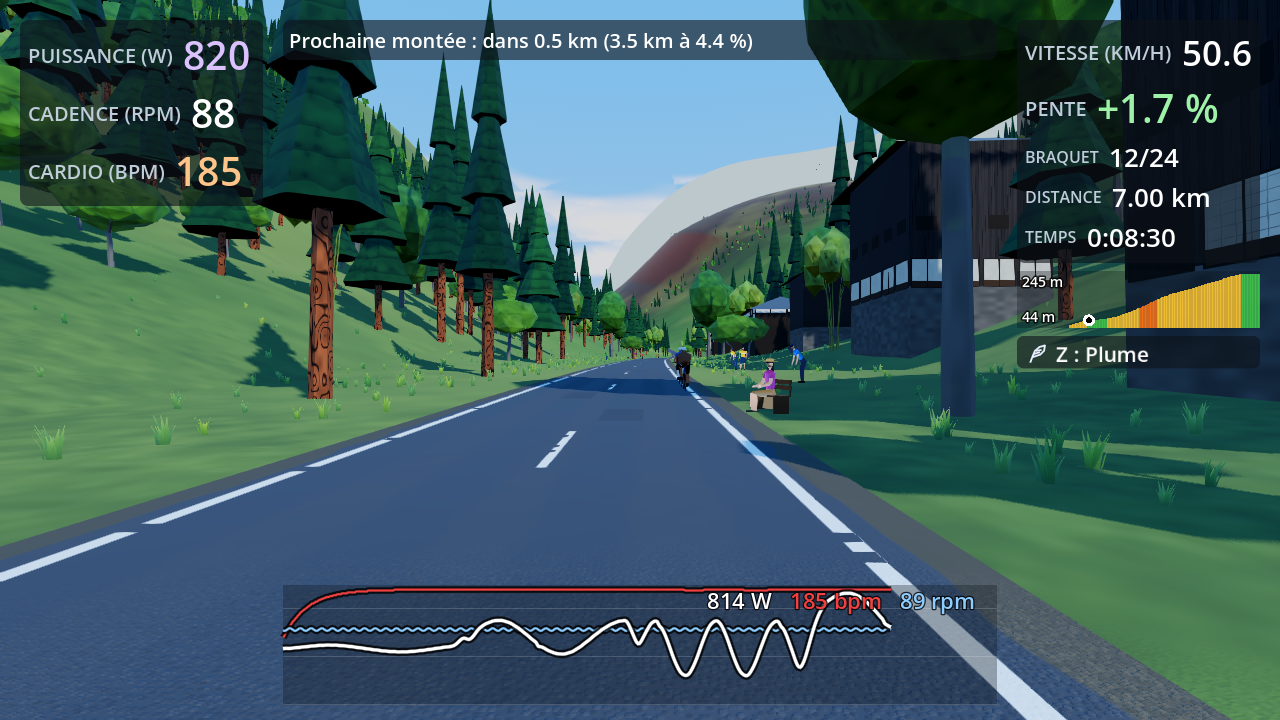 PUISSANCE (W) 820
CADENCE (RPM) 88
CARDIO (BPM) 185
Prochaine montée : dans 0.5 km (3.5 km à 4.4 %)
VITESSE (KM/H) 50.6
PENTE +1.7 %
BRAQUET 12/24
DISTANCE 7.00 km
TEMPS 0:08:30
245 m
44 m
Z : Plume
814 W 185 bpm 89 rpm